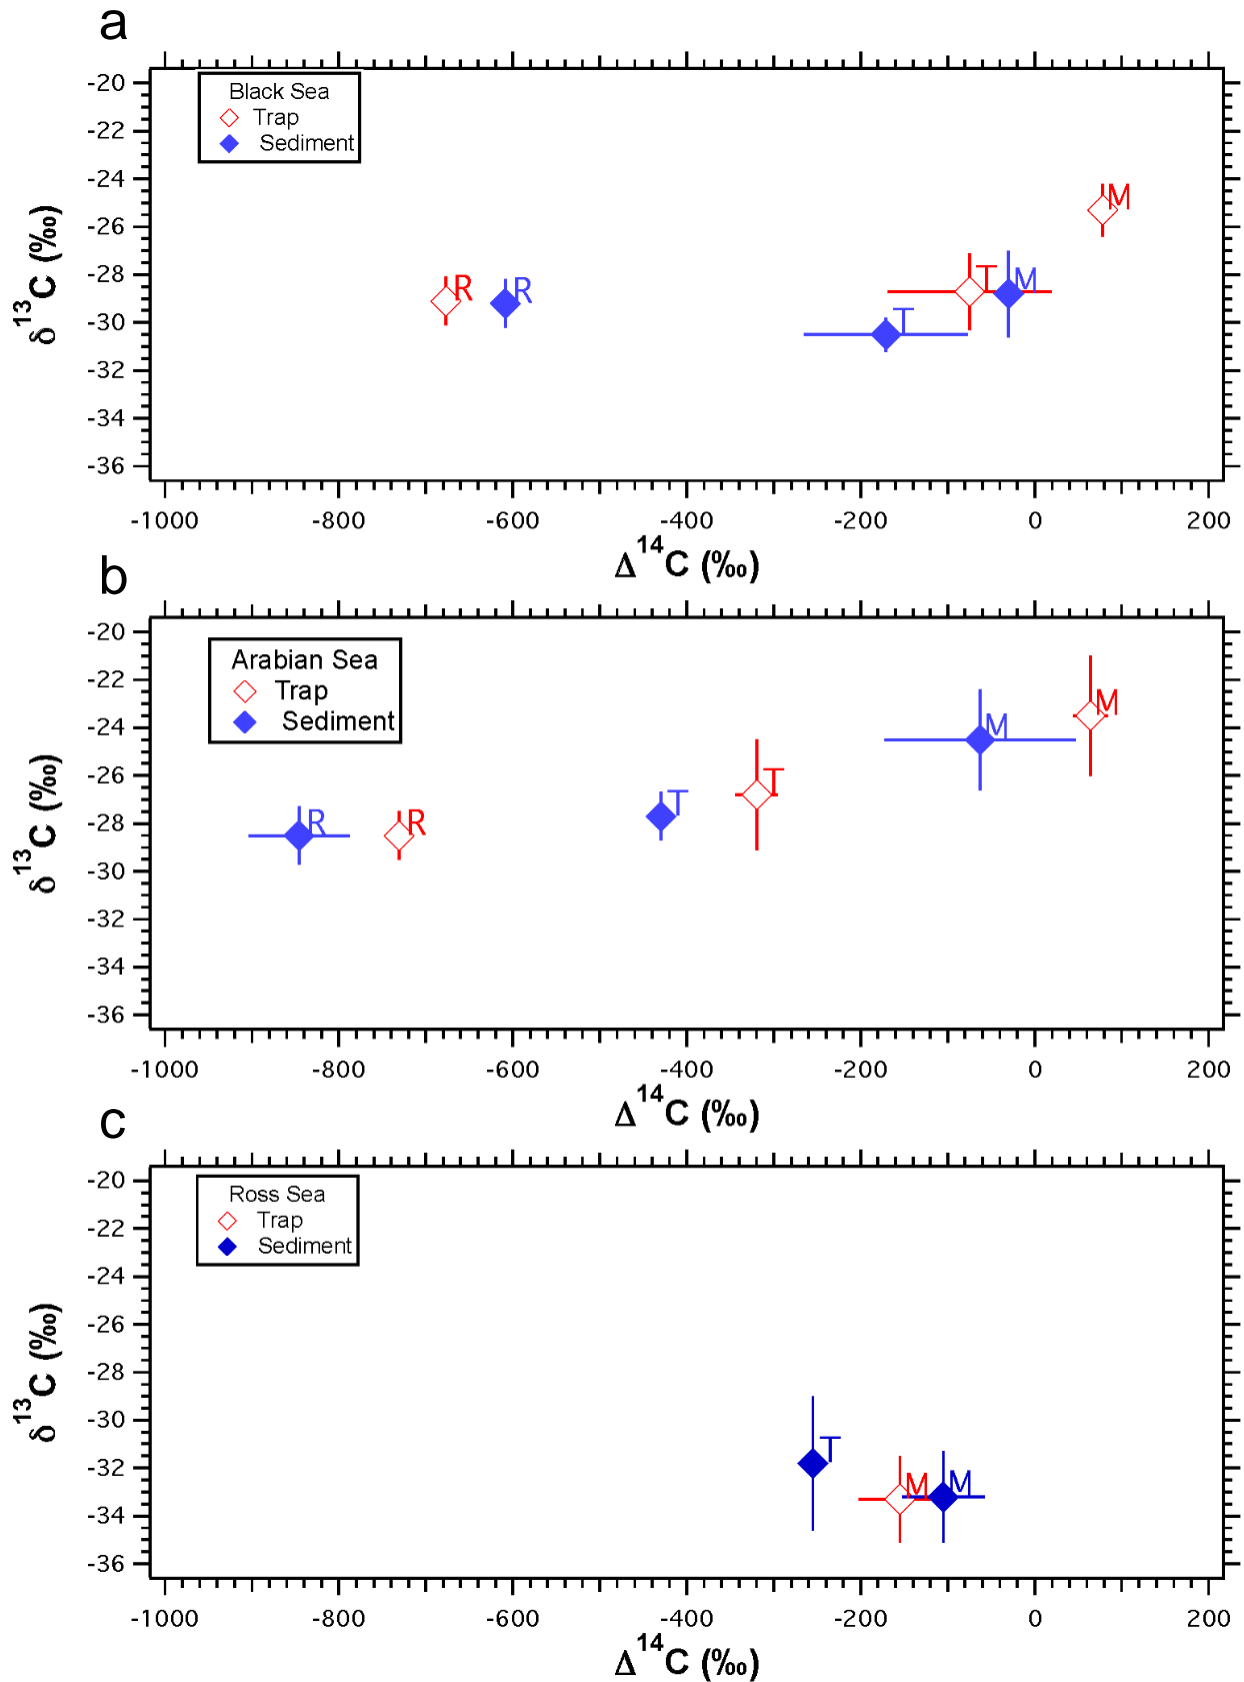 a
Black Sea
Trap
Sediment
-20
-22
-24
-26
-28
-30
-32
-34
-36
δ13C (‰)
M
R
R
T
M
T
-1000 -800 -600 -400 -200 0 200
Δ14C (‰)
b
Arabian Sea
Trap
Sediment
-20
-22
-24
-26
-28
-30
-32
-34
-36
δ13C (‰)
M
M
T
T
R
R
-1000 -800 -600 -400 -200 0 200
Δ14C (‰)
c
Ross Sea
Trap
Sediment
-20
-22
-24
-26
-28
-30
-32
-34
-36
δ13C (‰)
T
M
M
-1000 -800 -600 -400 -200 0 200
Δ14C (‰)